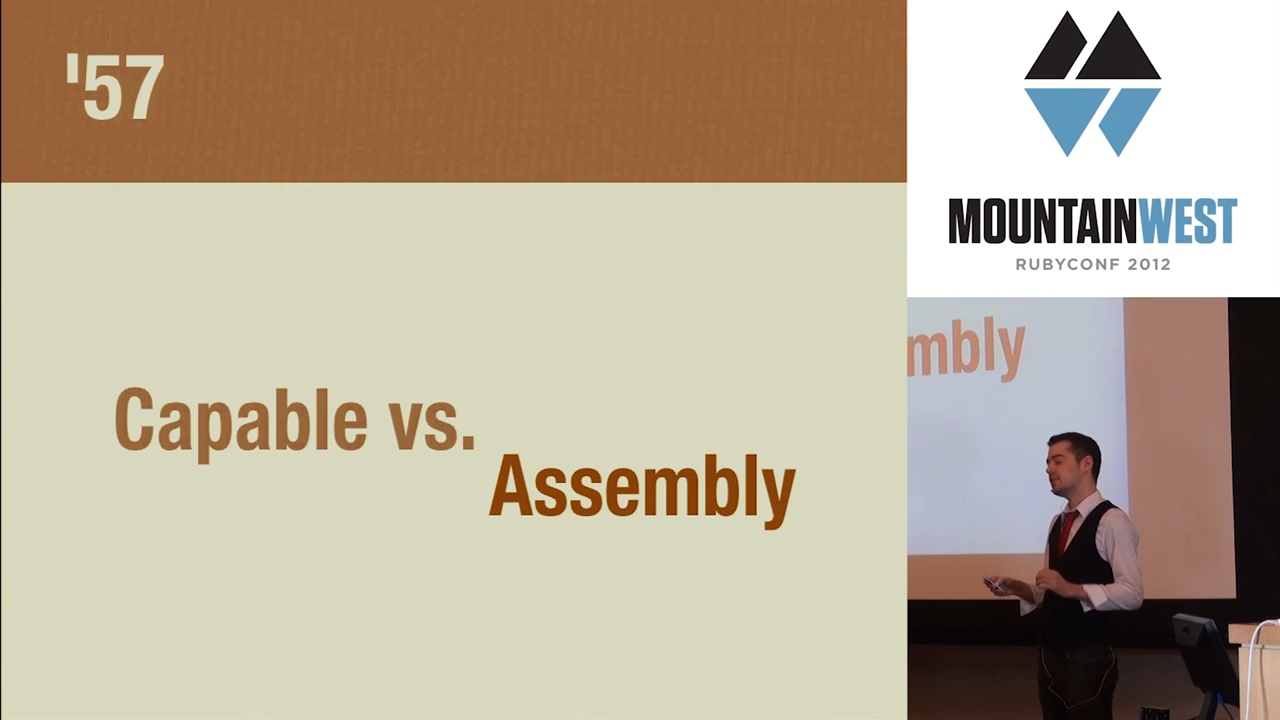 '57
Capable vs.
Assembly
MOUNTAINWEST
RUBYCONF 2012
mbly